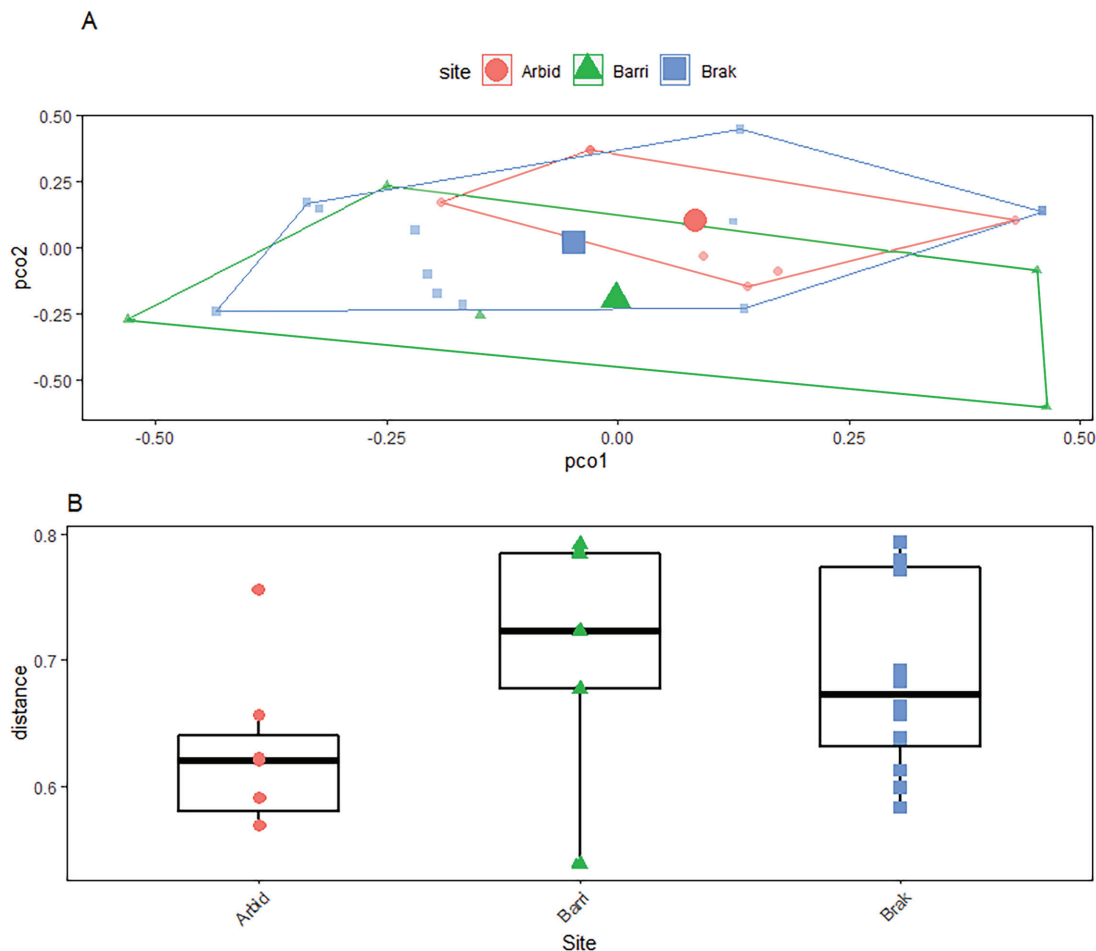 A
site Arbid Barri Brak
0.50
0.25
0.00
-0.25
-0.50
pco2
-0.50 -0.25 0.00 0.25 0.50
pco1
B
0.8
0.7
0.6
distance
Arbid Barri Brak
Site